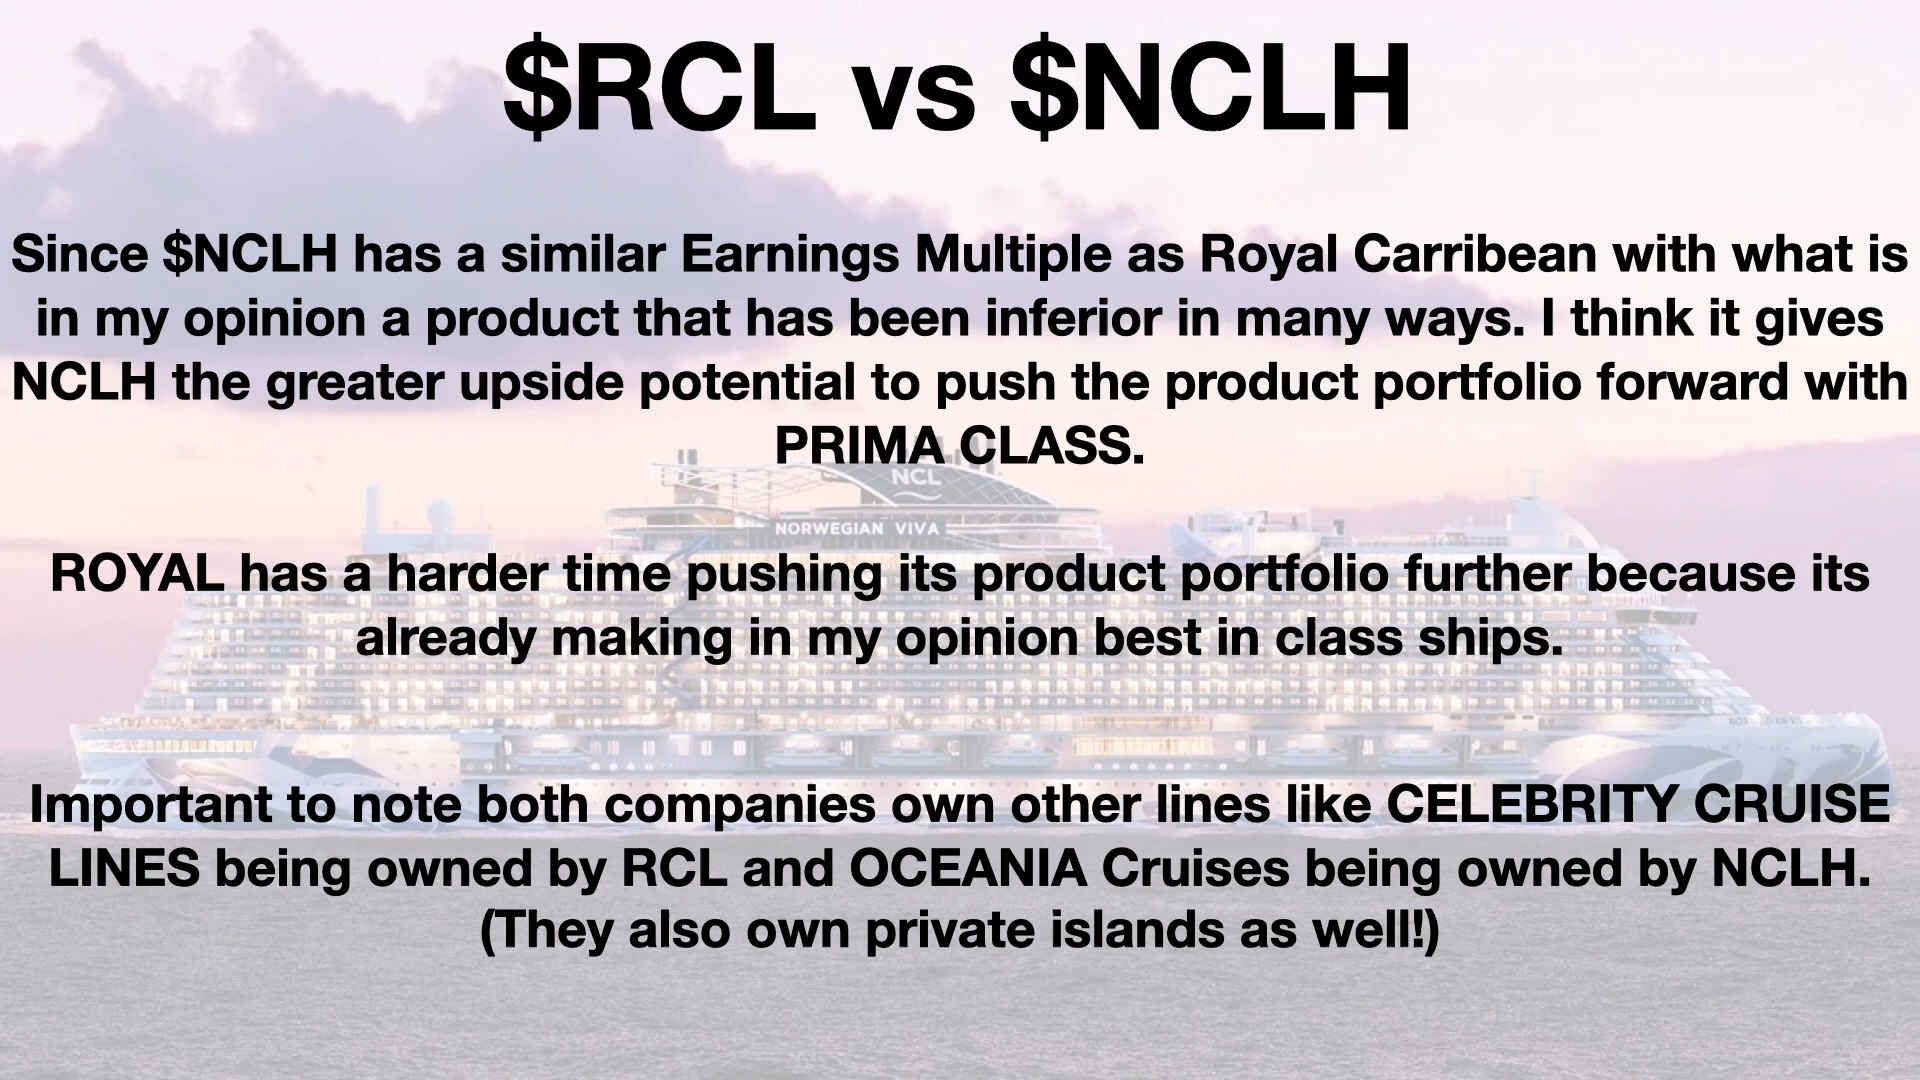 $RCL vs $NCLH
Since $NCLH has a similar Earnings Multiple as Royal Carribean with what is
in my opinion a product that has been inferior in many ways. I think it gives
NCLH the greater upside potential to push the product portfolio forward with
PRIMA CLASS.
NCL
NORWEGIAN VIVA
ROYAL has a harder time pushing its product portfolio further because its
already making in my opinion best in class ships.
NORWEGIAN VIVA
Important to note both companies own other lines like CELEBRITY CRUISE
LINES being owned by RCL and OCEANIA Cruises being owned by NCLH.
(They also own private islands as well!)